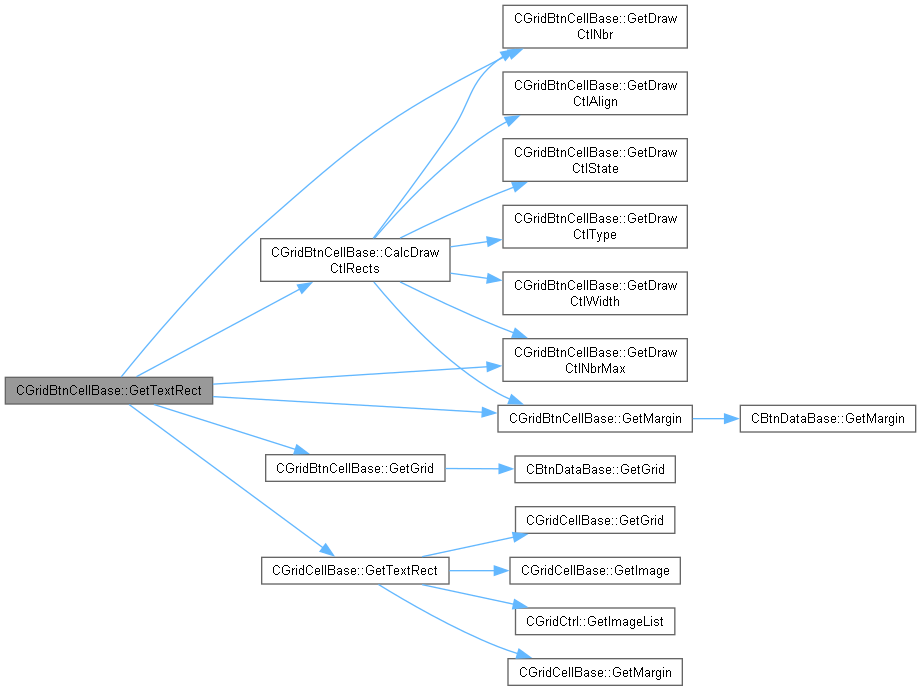 CGridBtnCellBase::GetDraw
CtlNbr
CGridBtnCellBase::GetDraw
CtlAlign
CGridBtnCellBase::GetDraw
CtlState
CGridBtnCellBase::GetDraw
CtlType
CGridBtnCellBase::CalcDraw
CtlRects
CGridBtnCellBase::GetDraw
CtlWidth
CGridBtnCellBase::GetDraw
CtlNbrMax
CGridBtnCellBase::GetTextRect
CGridBtnCellBase::GetMargin
CBtnDataBase::GetMargin
CGridBtnCellBase::GetGrid
CBtnDataBase::GetGrid
CGridCellBase::GetGrid
CGridCellBase::GetTextRect
CGridCellBase::GetImage
CGridCtrl::GetImageList
CGridCellBase::GetMargin